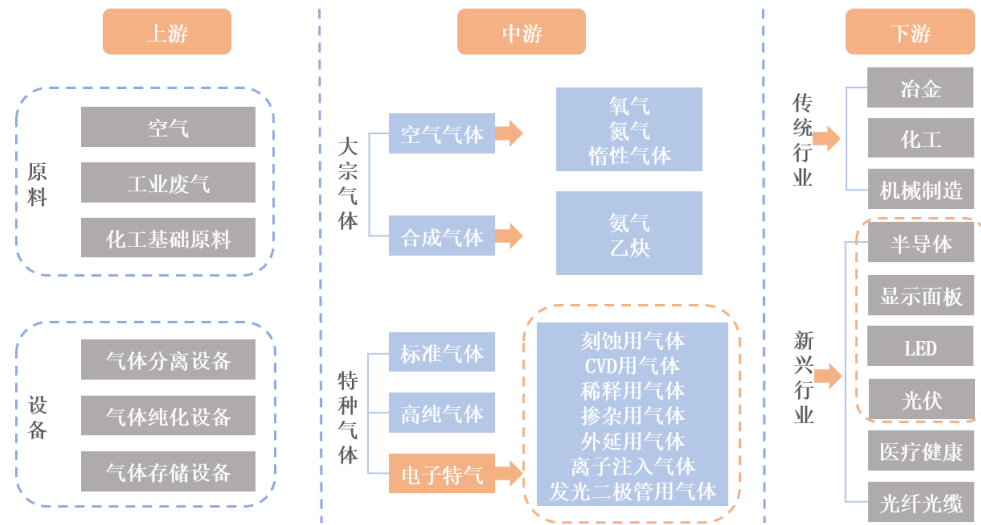 上游
原料
空气
工业废气
化工基础原料
设备
气体分离设备
气体纯化设备
气体存储设备
中游
大宗气体
空气气体
氧气
氮气
惰性气体
合成气体
氨气
乙炔
特种气体
标准气体
高纯气体
电子特气
刻蚀用气体
CVD用气体
稀释用气体
掺杂用气体
外延用气体
离子注入气体
发光二极管用气体
下游
传统行业
冶金
化工
机械制造
新兴行业
半导体
显示面板
LED
光伏
医疗健康
光纤光缆